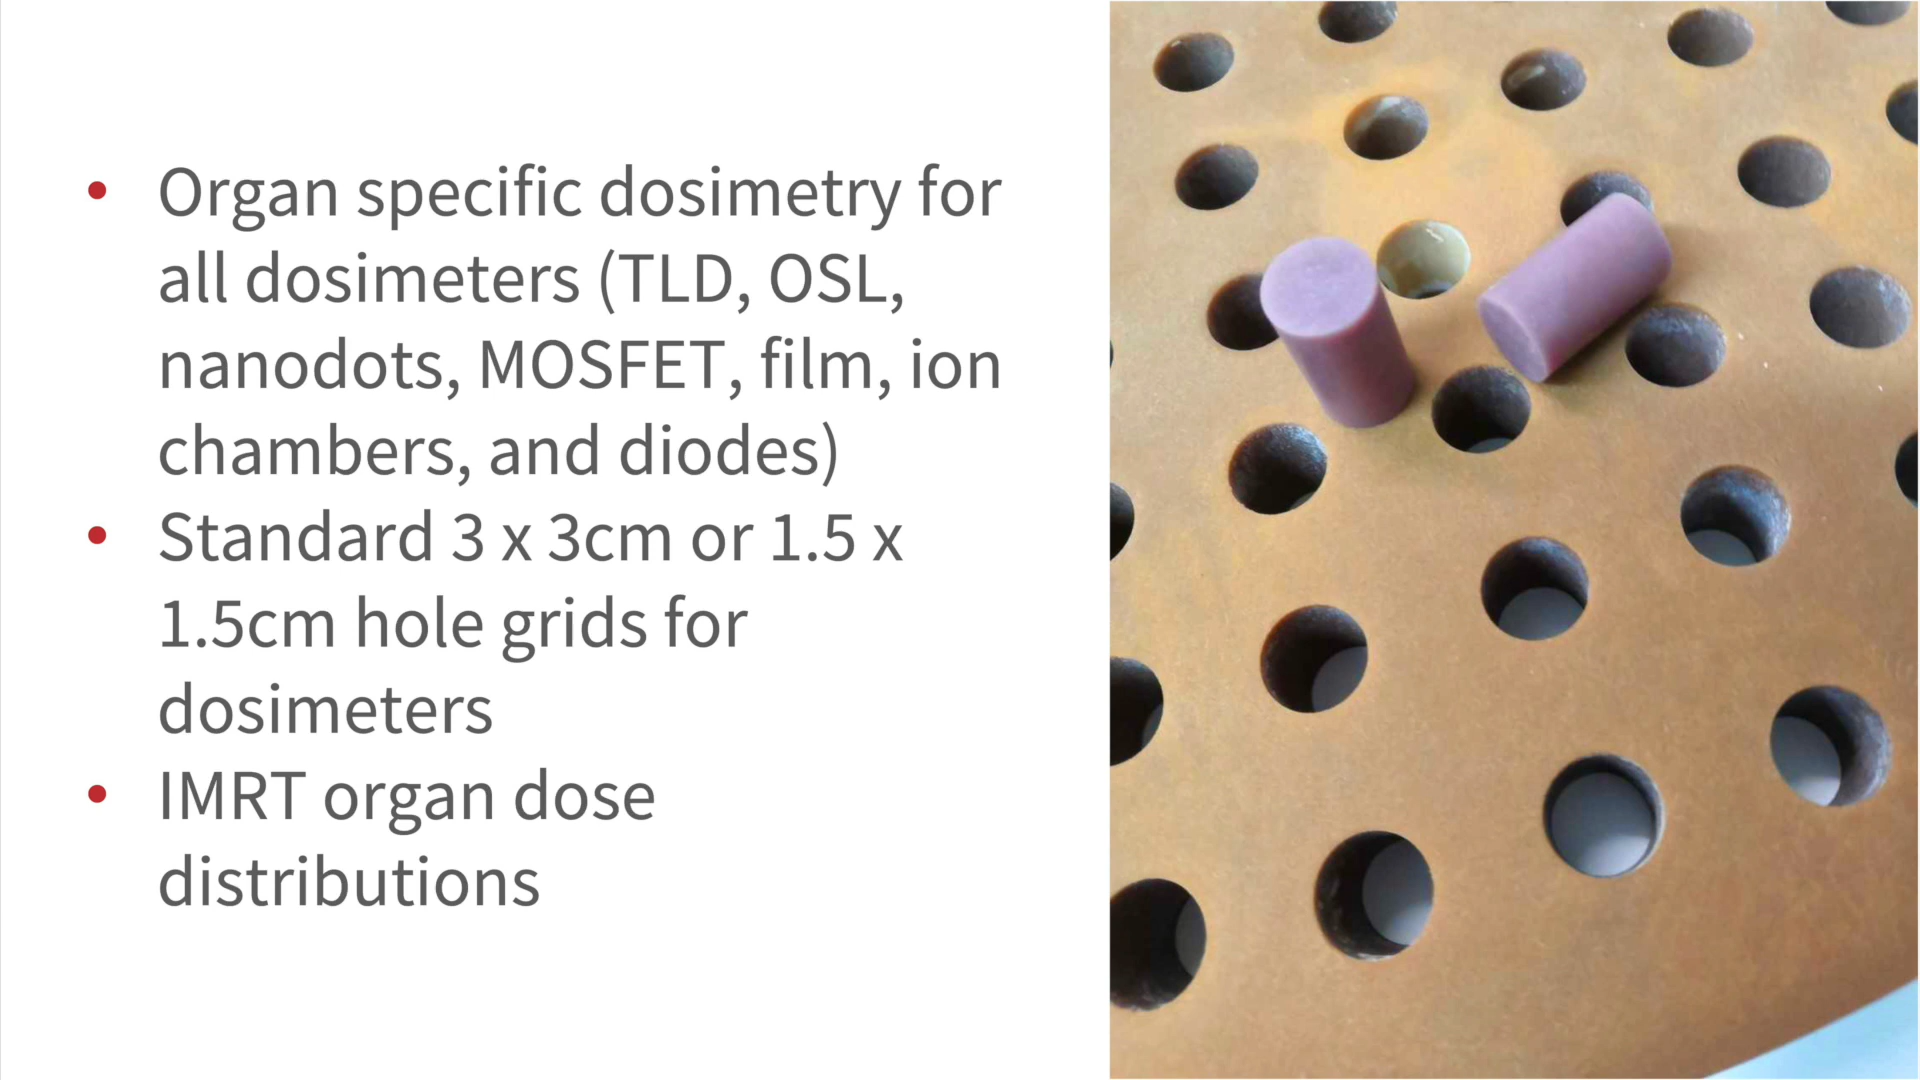 • Organ specific dosimetry for
all dosimeters (TLD, OSL,
nanodots, MOSFET, film, ion
chambers, and diodes)
• Standard 3 x 3cm or 1.5 x
1.5cm hole grids for
dosimeters
• IMRT organ dose
distributions